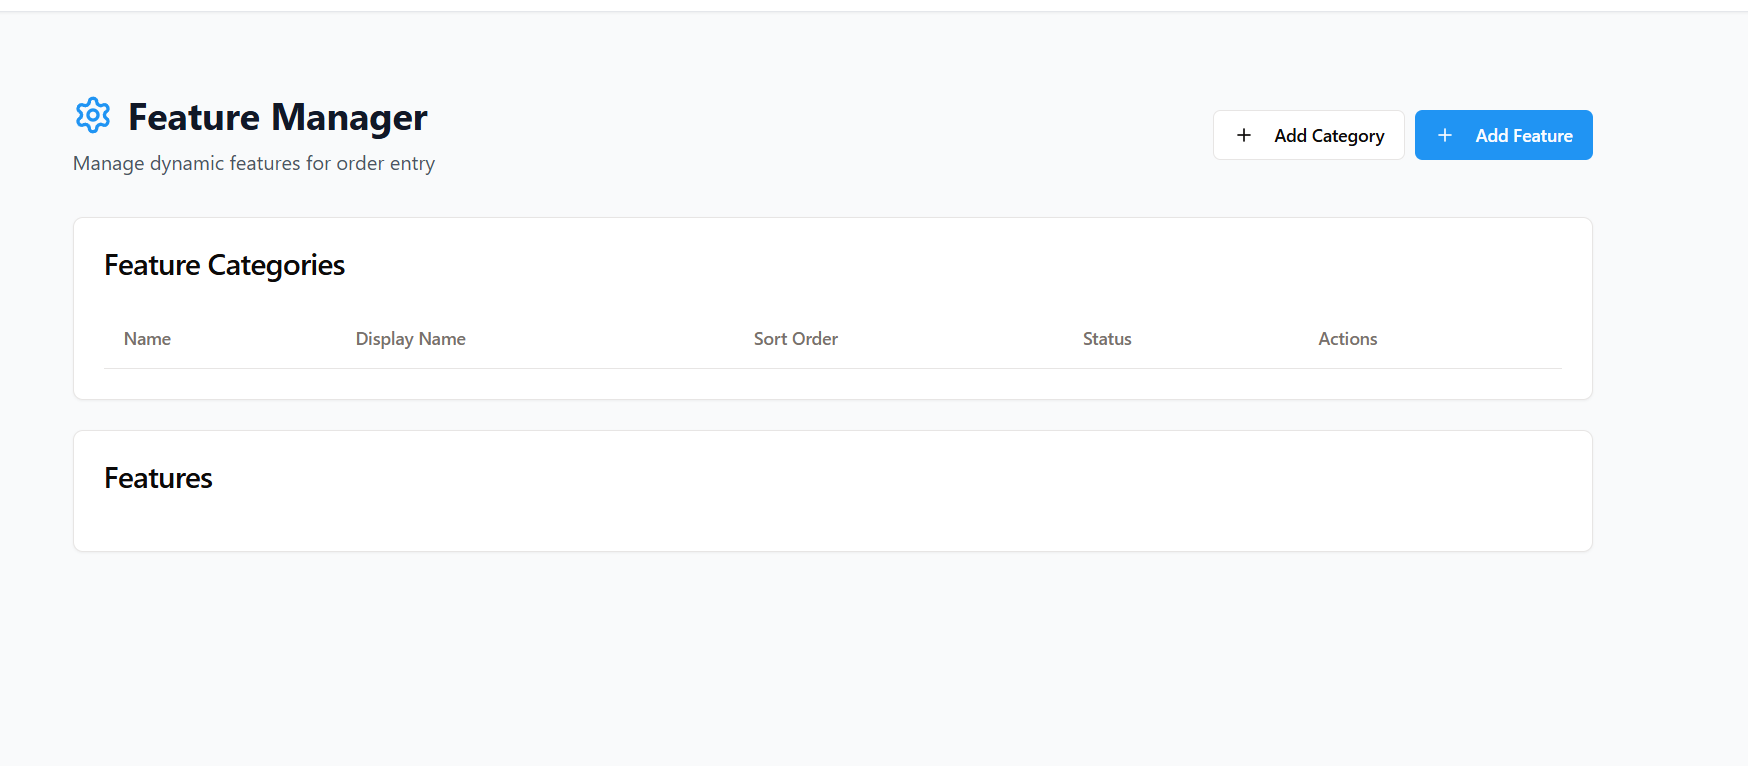 Feature Manager
Manage dynamic features for order entry
+ Add Category
+ Add Feature
Feature Categories
Name Display Name Sort Order Status Actions
Features